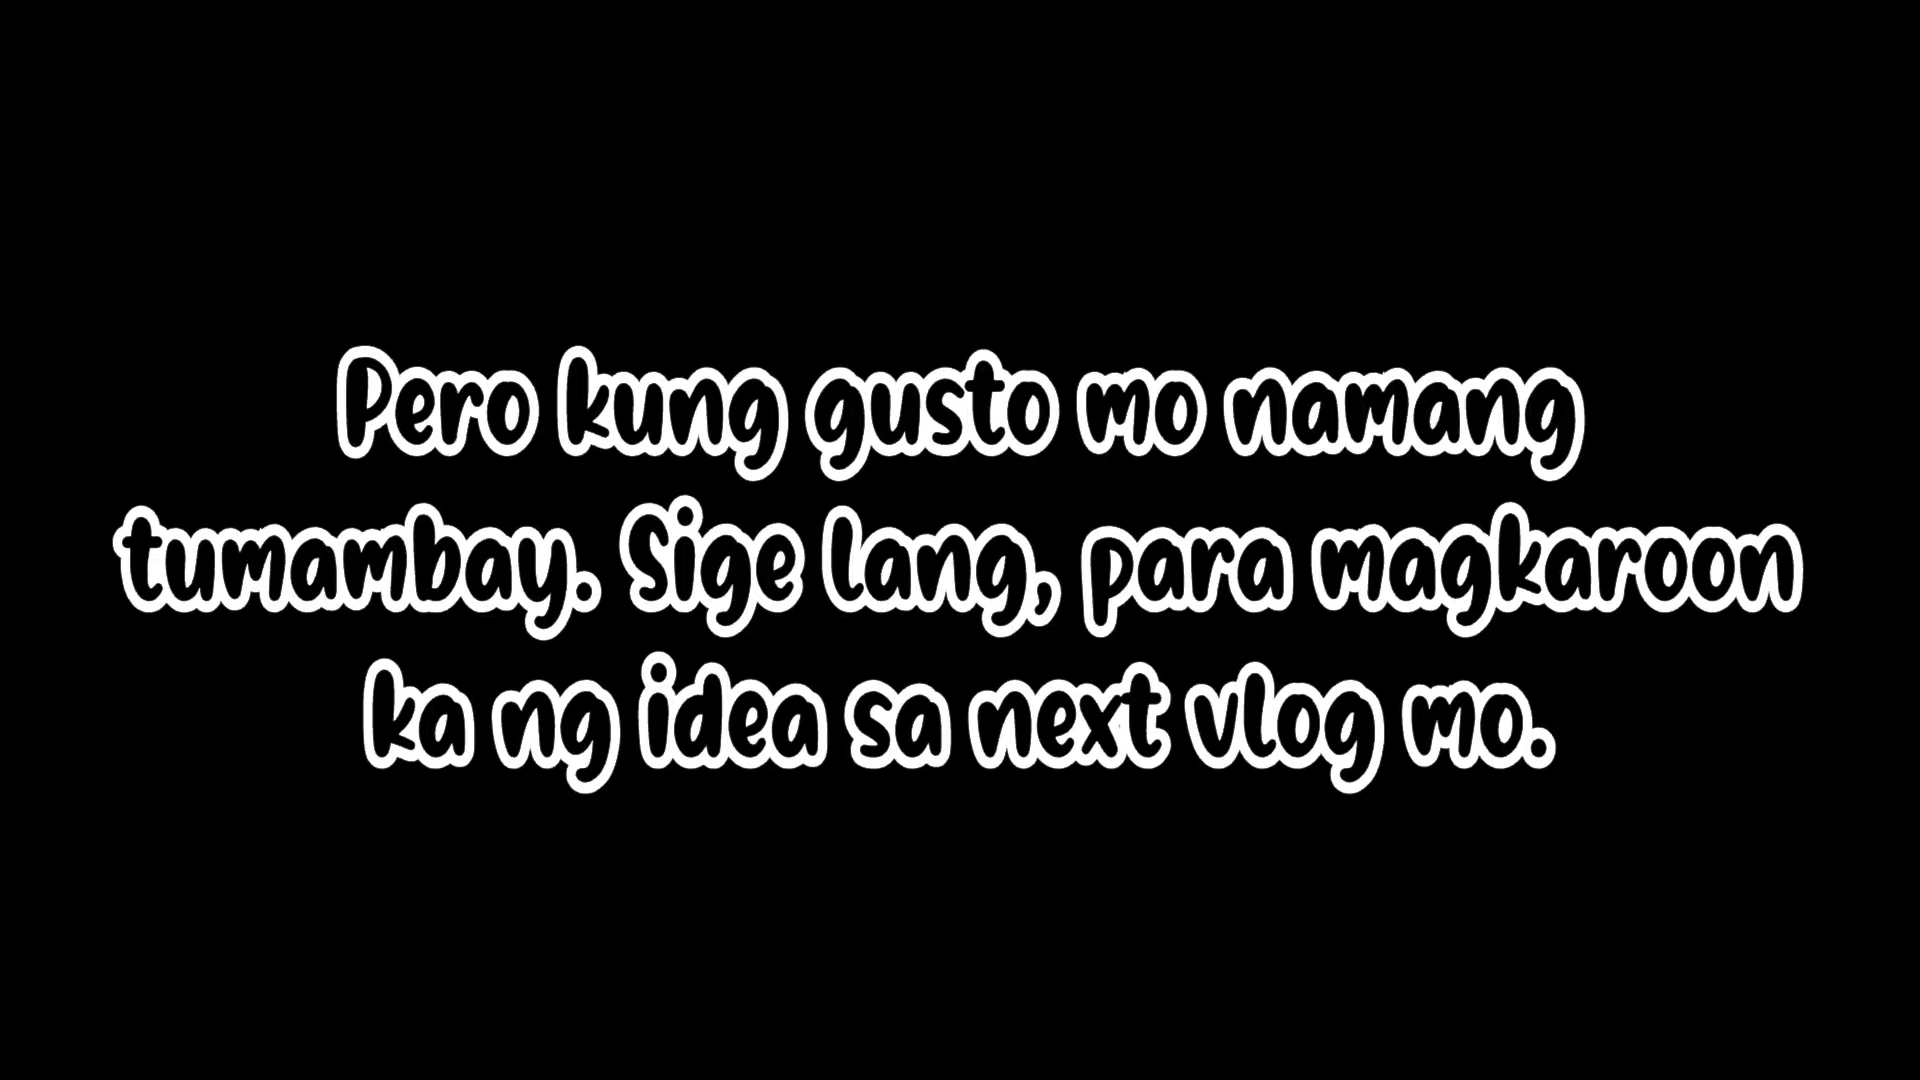 Pero kung gusto mo namang
tumambay. Sige lang, para magkaroon
ka ng idea sa next vlog mo.